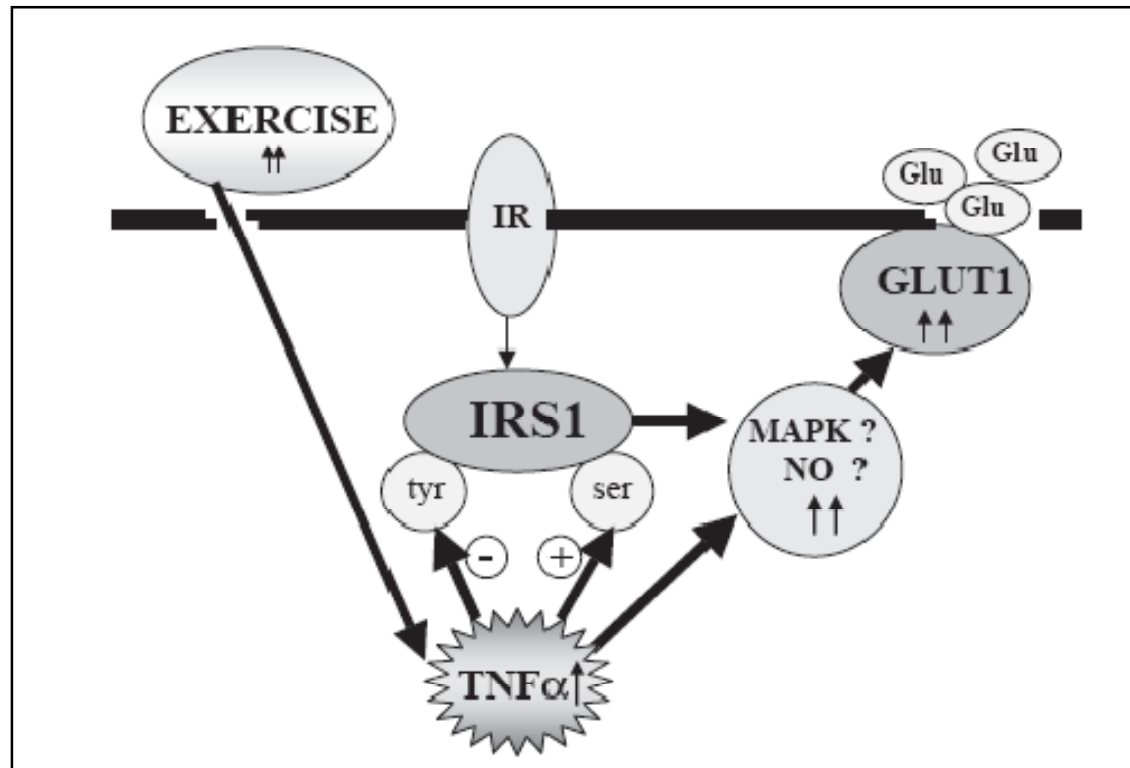 EXERCISE
↑↑
IR
Glu
Glu
Glu
GLUT1
↑↑
IRS1
tyr
ser
MAPK ?
NO ?
↑↑
-
+
TNFα↑